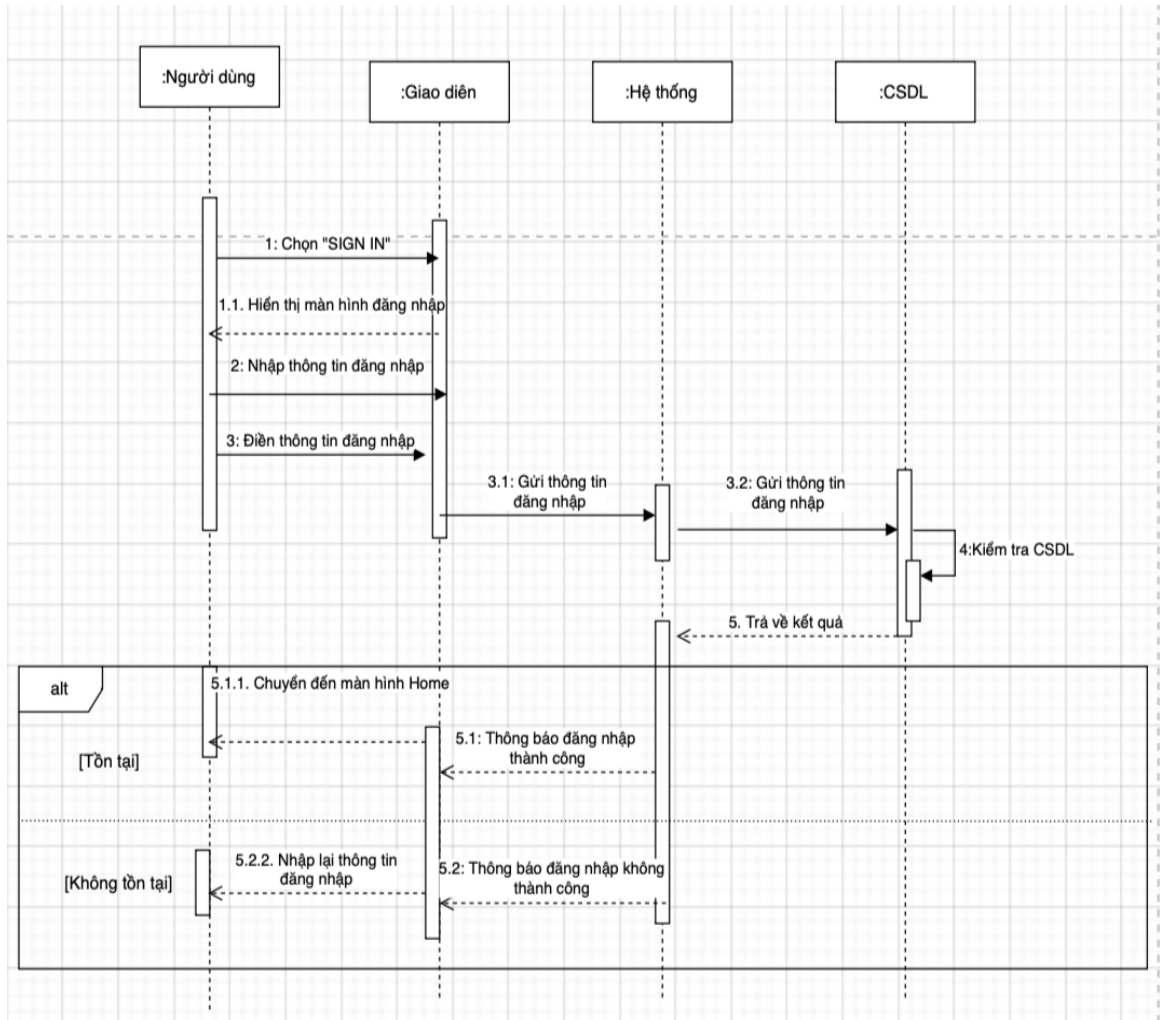 :Người dùng
:Giao diên
:Hệ thống
:CSDL
1: Chọn "SIGN IN"
1.1. Hiển thị màn hình đăng nhập
2: Nhập thông tin đăng nhập
3: Điền thông tin đăng nhập
3.1: Gửi thông tin
đăng nhập
3.2: Gửi thông tin
đăng nhập
4:Kiểm tra CSDL
5. Trả về kết quả
alt
5.1.1. Chuyển đến màn hình Home
5.1: Thông báo đăng nhập
thành công
[Tồn tại]
5.2.2. Nhập lại thông tin
đăng nhập
5.2: Thông báo đăng nhập không
thành công
[Không tồn tại]